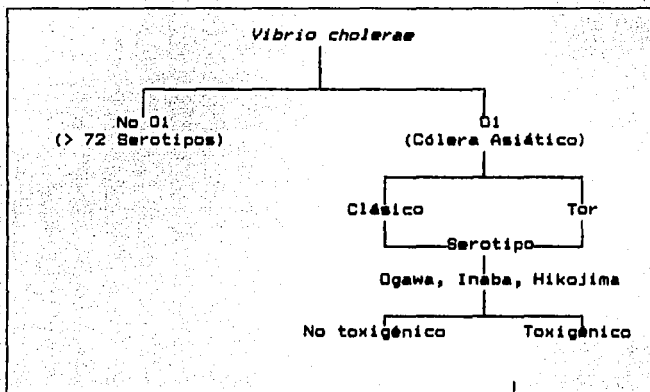 Vibrio cholerae
No O1 O1
(> 72 Serotipos) (Cólera Asiático)
Clásico Tor
Serotipo
Ogawa, Inaba, Hikojima
No toxigénico Toxigénico